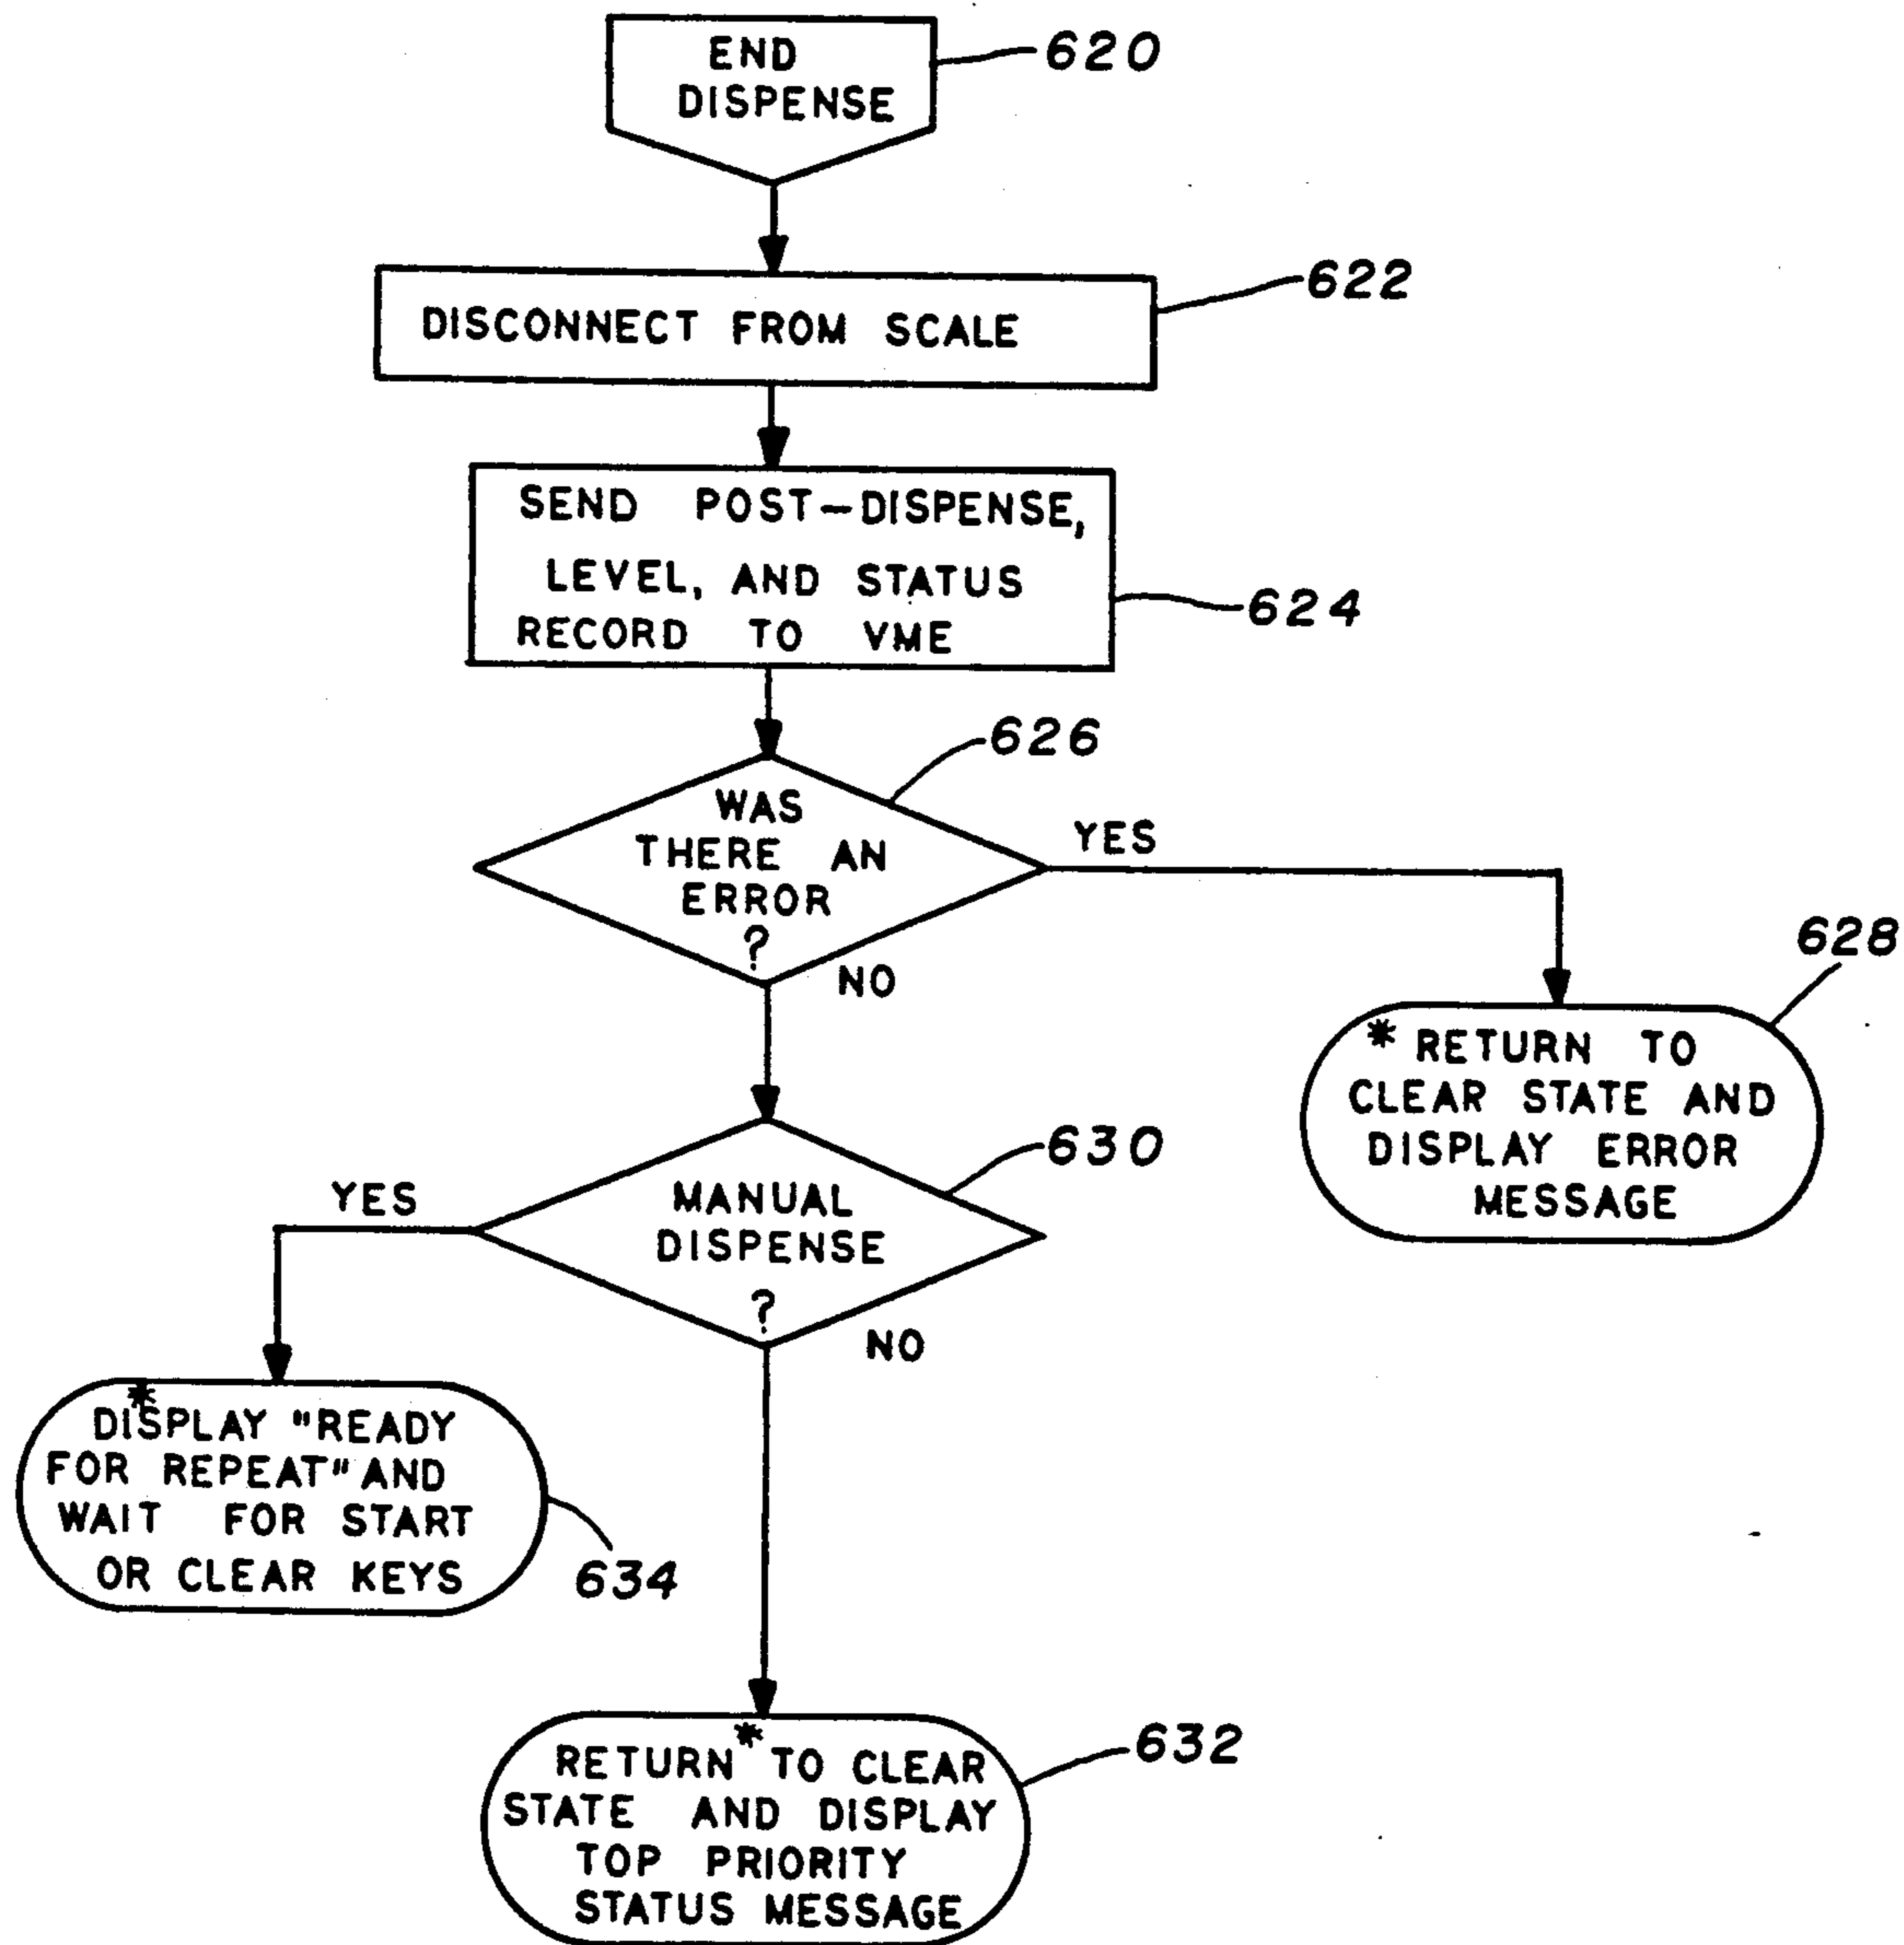 END
DISPENSE
620
DISCONNECT FROM SCALE
622
SEND POST-DISPENSE,
LEVEL, AND STATUS
RECORD TO VME
624
626
WAS
THERE AN
ERROR
?
YES
NO
628
* RETURN TO
CLEAR STATE AND
DISPLAY ERROR
MESSAGE
630
MANUAL
DISPENSE
?
YES
NO
*
DISPLAY "READY
FOR REPEAT" AND
WAIT FOR START
OR CLEAR KEYS
634
632
RETURN * TO CLEAR
STATE AND DISPLAY
TOP PRIORITY
STATUS MESSAGE